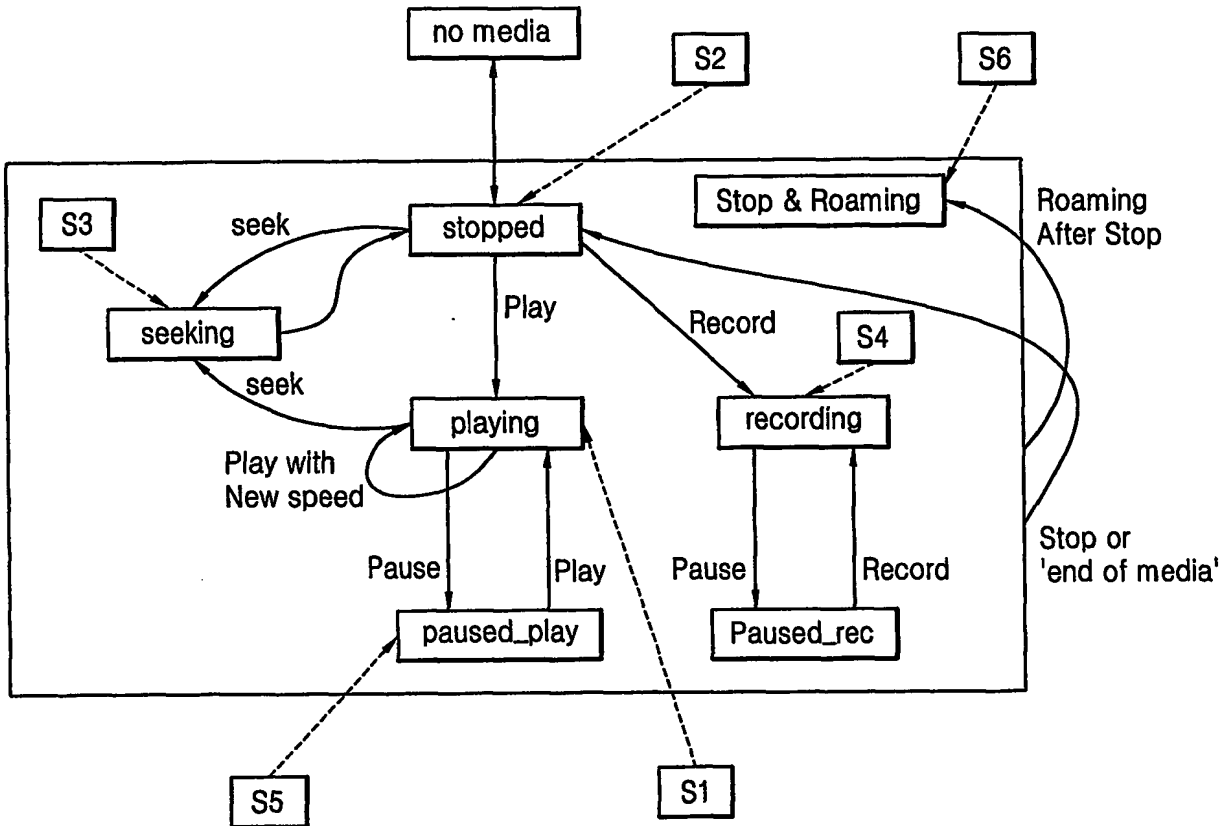 no media
S2
S6
Stop & Roaming
Roaming
After Stop
S3
seek
stopped
Play
Record
seeking
S4
seek
playing
recording
Play with
New speed
Pause
Play
Pause
Record
Stop or
'end of media'
paused_play
Paused_rec
S5
S1